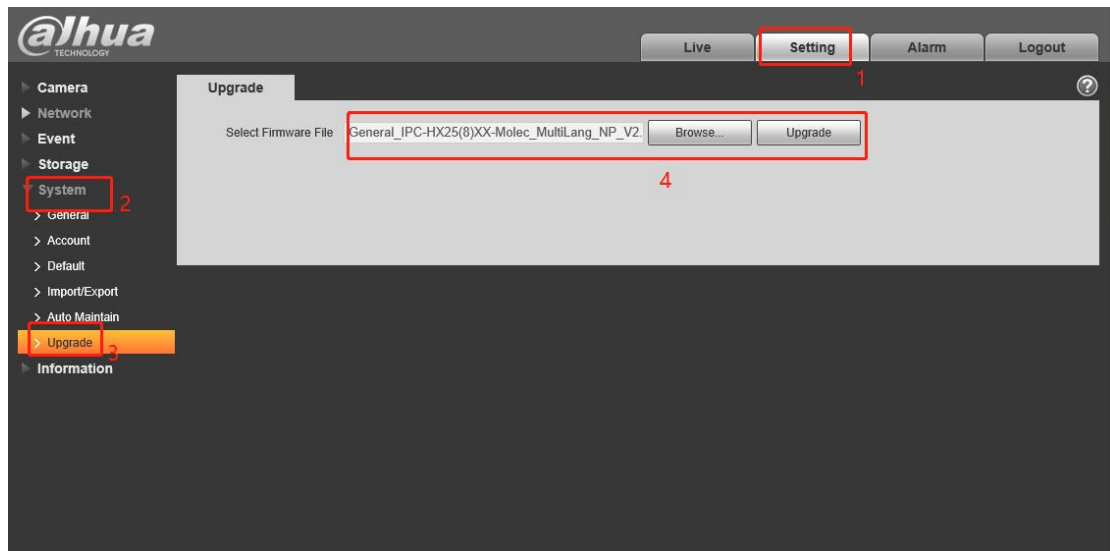 alhua
TECHNOLOGY
Live Setting Alarm Logout
1
Camera
Network
Event
Storage
System
2
General
Account
Default
Import/Export
Auto Maintain
Upgrade
3
Information
Upgrade
?
Select Firmware File General_IPC-HX25(8)XX-Molec_MultiLang_NP_V2. Browse... Upgrade
4